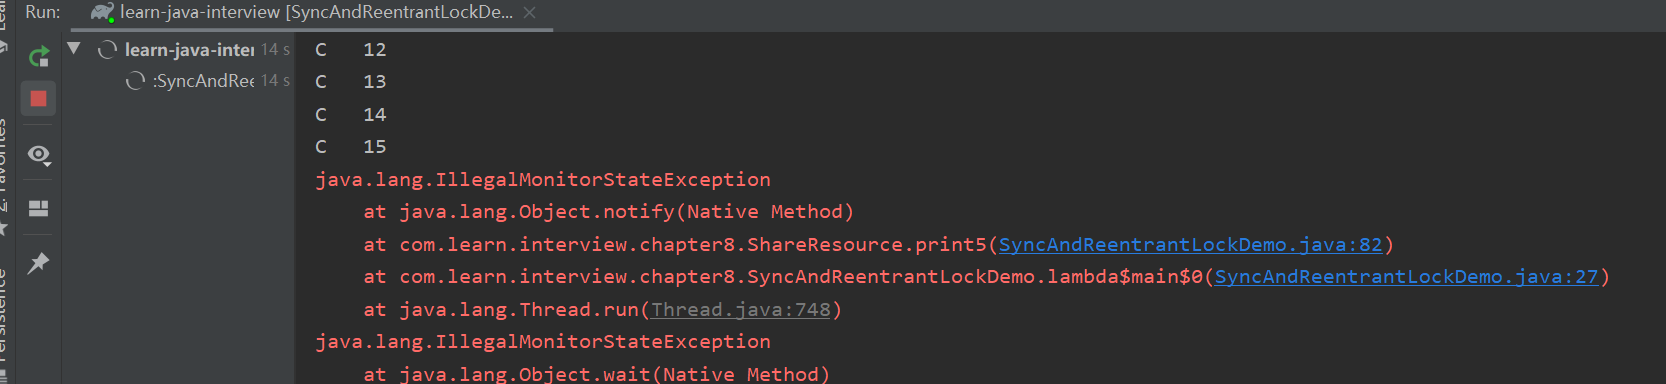 Run:
learn-java-interview [SyncAndReentrantLockDe...
learn-java-inter 14 s
:SyncAndRee 14 s
C 12
C 13
C 14
C 15
java.lang.IllegalMonitorStateException
at java.lang.Object.notify(Native Method)
at com.learn.interview.chapter8.ShareResource.print5(SyncAndReentrantLockDemo.java:82)
at com.learn.interview.chapter8.SyncAndReentrantLockDemo.lambda$main$0(SyncAndReentrantLockDemo.java:27)
at java.lang.Thread.run(Thread.java:748)
java.lang.IllegalMonitorStateException
at java.lang.Object.wait(Native Method)
2: Favorites
Persistence